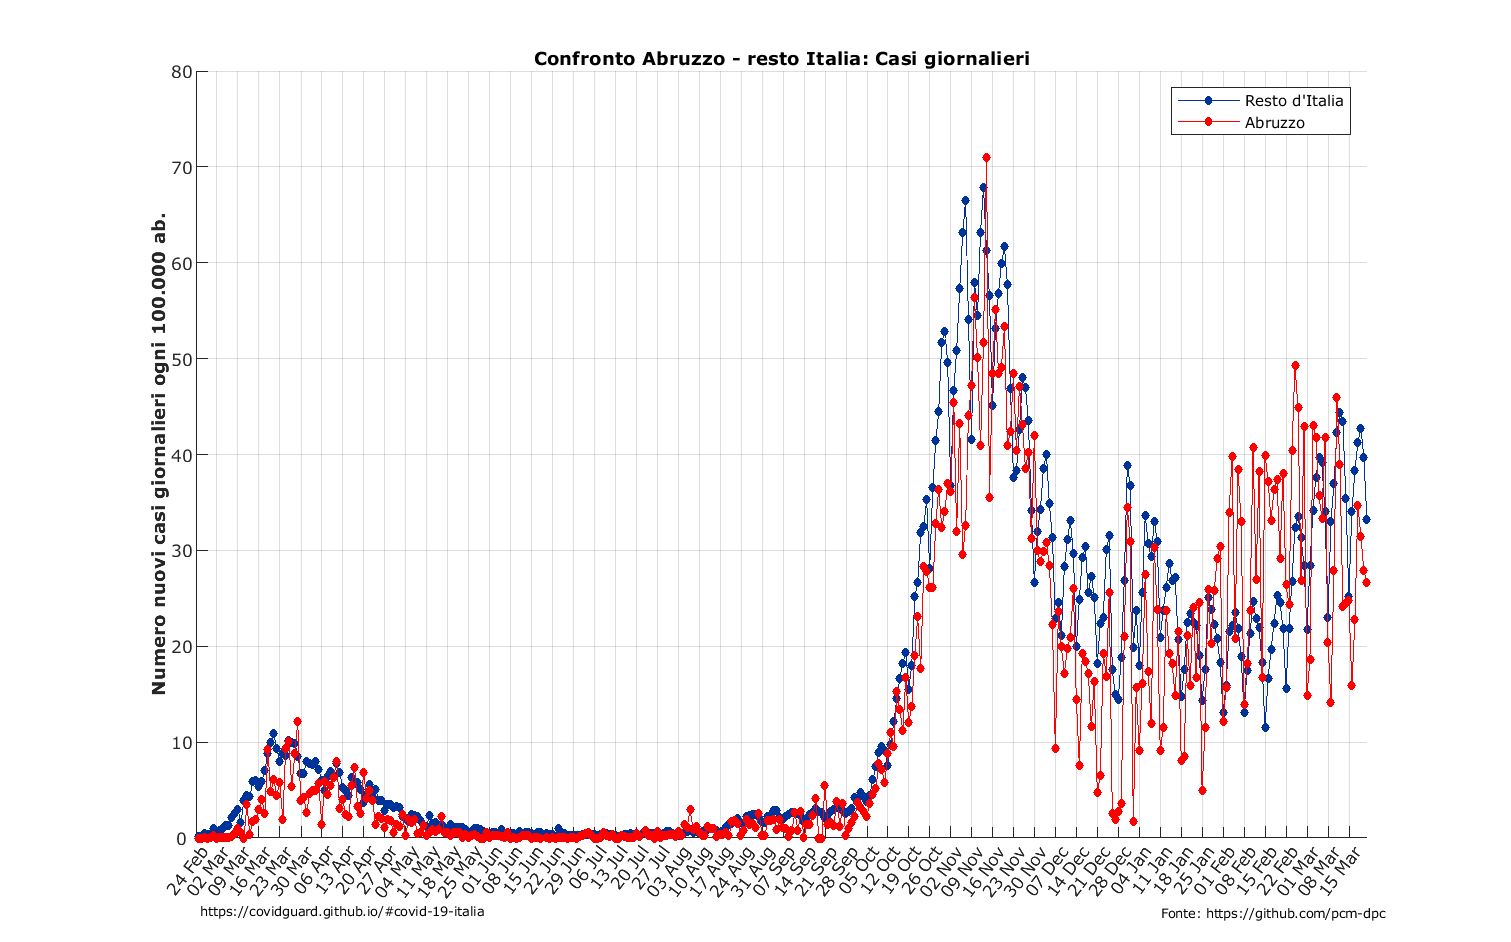 Confronto Abruzzo - resto Italia: Casi giornalieri
Resto d'Italia
Abruzzo
Numero nuovi casi giornalieri ogni 100.000 ab.
80
70
60
50
40
30
20
10
0
24 Feb
02 Mar
09 Mar
16 Mar
23 Mar
30 Mar
06 Apr
13 Apr
20 Apr
27 Apr
04 May
11 May
18 May
25 May
01 Jun
08 Jun
15 Jun
22 Jun
29 Jun
06 Jul
13 Jul
20 Jul
27 Jul
03 Aug
10 Aug
17 Aug
24 Aug
31 Aug
07 Sep
14 Sep
21 Sep
28 Sep
05 Oct
12 Oct
19 Oct
26 Oct
02 Nov
09 Nov
16 Nov
23 Nov
30 Nov
07 Dec
14 Dec
21 Dec
28 Dec
04 Jan
11 Jan
18 Jan
25 Jan
01 Feb
08 Feb
15 Feb
22 Feb
01 Mar
08 Mar
15 Mar
https://covidguard.github.io/#covid-19-italia
Fonte: https://github.com/pcm-dpc